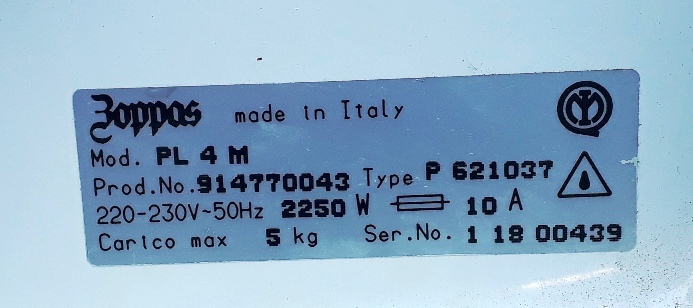 Zoppas made in Italy
Mod. PL 4 M
Prod.No. 914770043 Type P 621037
220-230V~50Hz 2250 W 10 A
Carico max 5 kg Ser.No. 1 18 00439